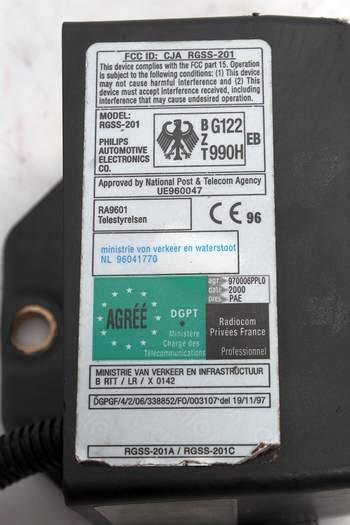 FCC ID: CJA RGSS-201
This device complies with the FCC part 15. Operation
is subject to the following conditions: (1) This device
may not cause harmful interference and (2) This
device must accept interference received, including
interference that may cause undesired operation.
MODEL:
RGSS-201
PHILIPS
AUTOMOTIVE
ELECTRONICS
CO.
B G122
Z
T 990H
EB
Approved by National Post & Telecom Agency
UE960047
RA9601
Telestyrelsen
CE 96
ministrie von verkeer en waterstoot
NL 96041770
AGRÉÉ
DGPT
Ministère
Chargé des
Télécommunications
agr 970006PPL0
date 2000
pres PAE
Radiocom
Privées France
Professionnel
MINISTRIE VAN VERKEER EN INFRASTRUCTUUR
B RTT / LR / X 0142
DGPGF/4/2/06/338852/FO/003107 del 19/11/97
RGSS-201A / RGSS-201C